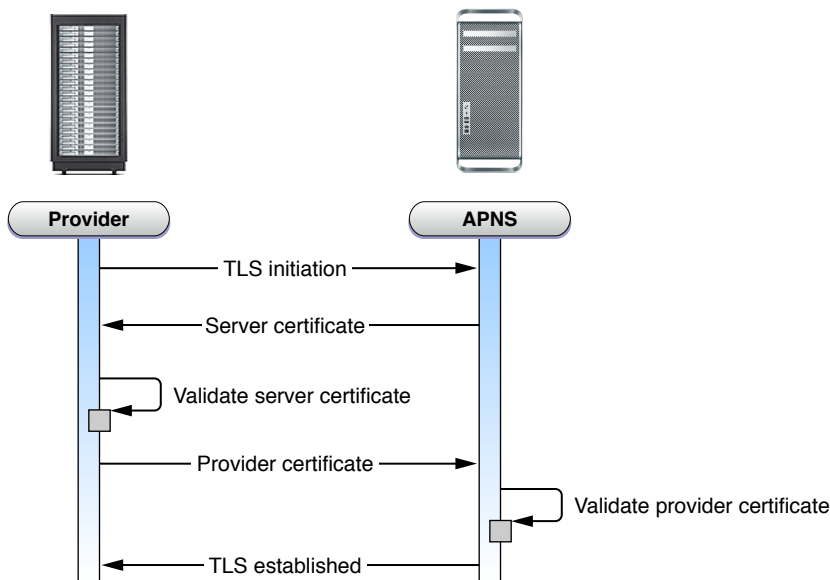 Provider
APNS
TLS initiation
Server certificate
Validate server certificate
Provider certificate
Validate provider certificate
TLS established